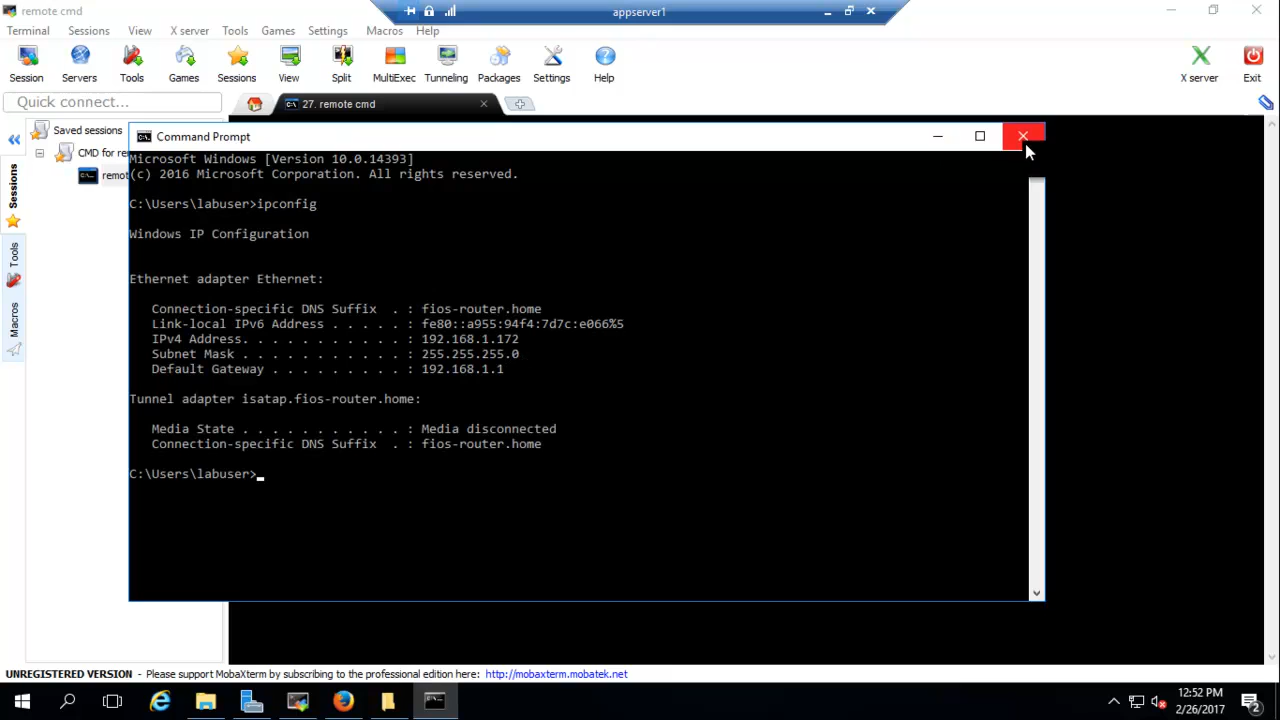 remote cmd
appserver1
Terminal Sessions View X server Tools Games Settings Macros Help
Session Servers Tools Games Sessions View Split MultiExec Tunneling Packages Settings Help X server Exit
Quick connect...
27. remote cmd
Saved sessions
CMD for re
remot
Sessions
Tools
Macros
Command Prompt
Microsoft Windows [Version 10.0.14393]
(c) 2016 Microsoft Corporation. All rights reserved.
C:\Users\labuser>ipconfig
Windows IP Configuration
Ethernet adapter Ethernet:
Connection-specific DNS Suffix . : fios-router.home
Link-local IPv6 Address . . . . . : fe80::a955:94f4:7d7c:e066%5
IPv4 Address. . . . . . . . . . . : 192.168.1.172
Subnet Mask . . . . . . . . . . . : 255.255.255.0
Default Gateway . . . . . . . . . : 192.168.1.1
Tunnel adapter isatap.fios-router.home:
Media State . . . . . . . . . . . : Media disconnected
Connection-specific DNS Suffix . : fios-router.home
C:\Users\labuser>
UNREGISTERED VERSION - Please support MobaXterm by subscribing to the professional edition here: http://mobaxterm.mobatek.net
12:52 PM
2/26/2017
2